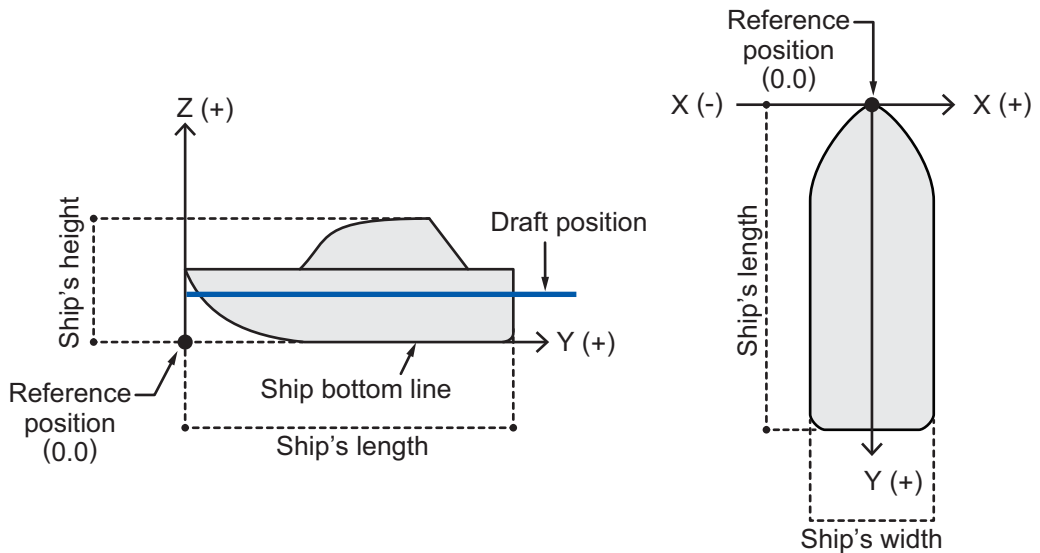 Z (+)
Ship's height
Draft position
Y (+)
Ship bottom line
Reference
position
(0.0)
Ship's length
Reference
position
(0.0)
X (-)
X (+)
Ship's length
Y (+)
Ship's width